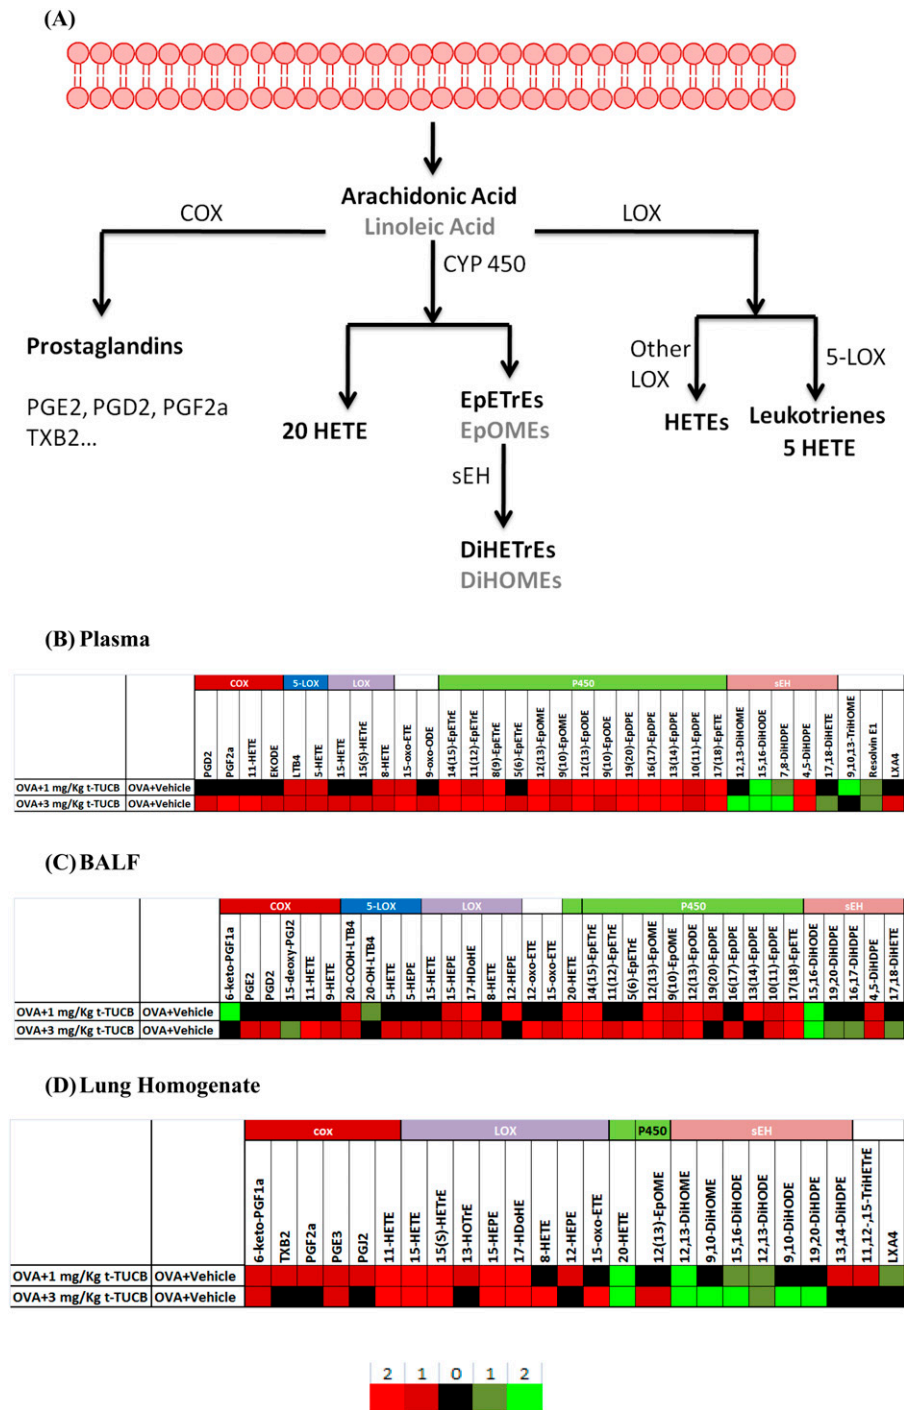 (A)
Arachidonic Acid
Linoleic Acid
COX
LOX
CYP 450
Prostaglandins
PGE2, PGD2, PGF2a
TXB2...
20 HETE
EpETrEs
EpOMEs
Other
LOX
5-LOX
HETEs
Leukotrienes
5 HETE
sEH
DiHETrEs
DiHOMEs
(B) Plasma
COX 5-LOX LOX P450 sEH
PGD2
PGF2a
11-HETE
EKODE
LTB4
5-HETE
15-HETE
15(S)-HETrE
8-HETE
15-oxo-ETE
9-oxo-ODE
14(15)-EpETrE
11(12)-EpETrE
8(9)-EpETrE
5(6)-EpETrE
12(13)-EpOME
9(10)-EpOME
12(13)-EpODE
9(10)-EpODE
19(20)-EpDPE
16(17)-EpDPE
13(14)-EpDPE
10(11)-EpDPE
17(18)-EpETE
12,13-DiHOME
15,16-DiHODE
7,8-DiHDPE
4,5-DiHDPE
17,18-DiHETE
9,10,13-TriHOME
Resolvin E1
LXA4
OVA+1 mg/Kg t-TUCB OVA+Vehicle
OVA+3 mg/Kg t-TUCB OVA+Vehicle
(C) BALF
COX 5-LOX LOX P450 sEH
6-keto-PGF1a
PGE2
PGD2
15-deoxy-PGJ2
11-HETE
9-HETE
20-COOH-LTB4
20-OH-LTB4
5-HETE
5-HEPE
15-HETE
15-HEPE
17-HDoHE
8-HETE
12-HEPE
12-oxo-ETE
15-oxo-ETE
20-HETE
14(15)-EpETrE
11(12)-EpETrE
5(6)-EpETrE
12(13)-EpOME
9(10)-EpOME
12(13)-EpODE
19(20)-EpDPE
16(17)-EpDPE
13(14)-EpDPE
10(11)-EpDPE
17(18)-EpETE
15,16-DiHODE
19,20-DiHDPE
16,17-DiHDPE
4,5-DiHDPE
17,18-DiHETE
OVA+1 mg/Kg t-TUCB OVA+Vehicle
OVA+3 mg/Kg t-TUCB OVA+Vehicle
(D) Lung Homogenate
cox LOX P450 sEH
6-keto-PGF1a
TXB2
PGF2a
PGE3
PGJ2
11-HETE
15-HETE
15(S)-HETrE
13-HOTrE
15-HEPE
17-HDoHE
8-HETE
12-HEPE
15-oxo-ETE
20-HETE
12(13)-EpOME
12,13-DiHOME
9,10-DiHOME
15,16-DiHODE
12,13-DiHODE
9,10-DiHODE
19,20-DiHDPE
13,14-DiHDPE
11,12-,15-TriHETrE
LXA4
OVA+1 mg/Kg t-TUCB OVA+Vehicle
OVA+3 mg/Kg t-TUCB OVA+Vehicle
2 1 0 1 2